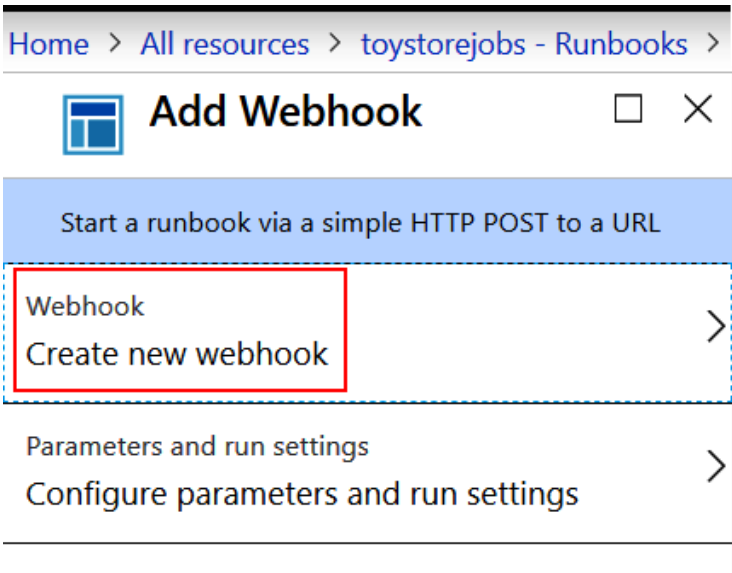 Home > All resources > toystorejobs - Runbooks >
Add Webhook
Start a runbook via a simple HTTP POST to a URL
Webhook
Create new webhook
Parameters and run settings
Configure parameters and run settings